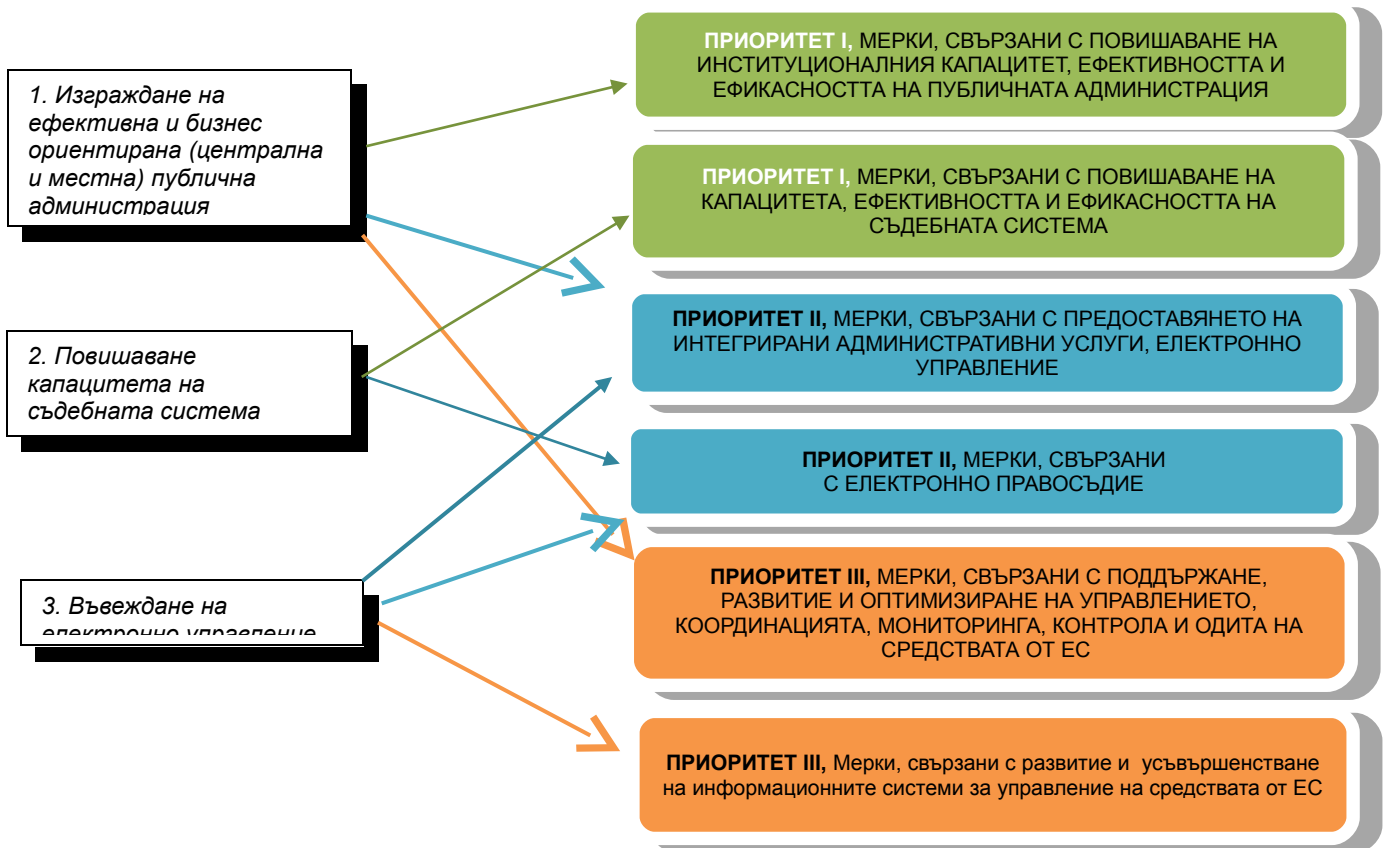 1. Изграждане на
ефективна и бизнес
ориентирана (централна
и местна) публична
администрация
2. Повишаване
капацитета на
съдебната система
3. Въвеждане на
електронно управление
ПРИОРИТЕТ I, МЕРКИ, СВЪРЗАНИ С ПОВИШАВАНЕ НА
ИНСТИТУЦИОНАЛНИЯ КАПАЦИТЕТ, ЕФЕКТИВНОСТТА И
ЕФИКАСНОСТТА НА ПУБЛИЧНАТА АДМИНИСТРАЦИЯ
ПРИОРИТЕТ I, МЕРКИ, СВЪРЗАНИ С ПОВИШАВАНЕ НА
КАПАЦИТЕТА, ЕФЕКТИВНОСТТА И ЕФИКАСНОСТТА НА
СЪДЕБНАТА СИСТЕМА
ПРИОРИТЕТ II, МЕРКИ, СВЪРЗАНИ С ПРЕДОСТАВЯНЕТО НА
ИНТЕГРИРАНИ АДМИНИСТРАТИВНИ УСЛУГИ, ЕЛЕКТРОННО
УПРАВЛЕНИЕ
ПРИОРИТЕТ II, МЕРКИ, СВЪРЗАНИ
С ЕЛЕКТРОННО ПРАВОСЪДИЕ
ПРИОРИТЕТ III, МЕРКИ, СВЪРЗАНИ С ПОДДЪРЖАНЕ,
РАЗВИТИЕ И ОПТИМИЗИРАНЕ НА УПРАВЛЕНИЕТО,
КООРДИНАЦИЯТА, МОНИТОРИНГА, КОНТРОЛА И ОДИТА НА
СРЕДСТВАТА ОТ ЕС
ПРИОРИТЕТ III, Мерки, свързани с развитие и усъвършенстване
на информационните системи за управление на средствата от ЕС